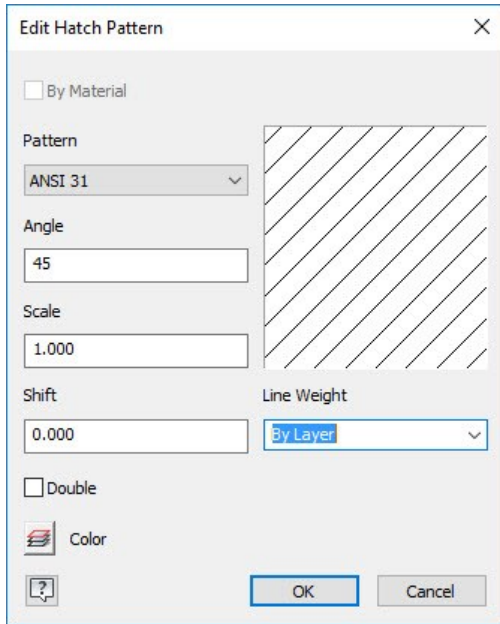 Edit Hatch Pattern
By Material
Pattern
ANSI 31
Angle
45
Scale
1.000
Shift
Line Weight
0.000
By Layer
Double
Color
?
OK
Cancel